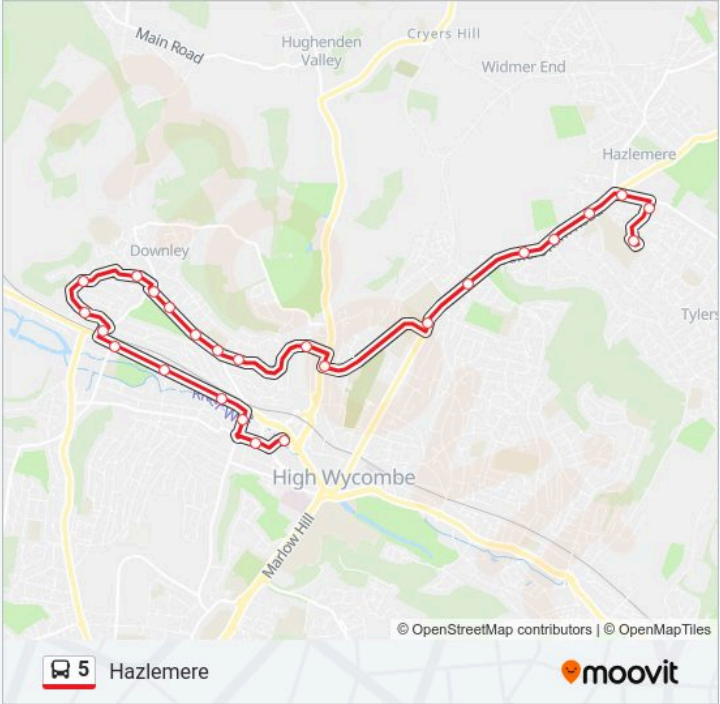 Main Road
Cryers Hill
Hughenden
Valley
Widmer End
Hazlemere
Downley
Tylers
High Wycombe
Marlow Hill
© OpenStreetMap contributors | © OpenMapTiles
5 Hazlemere
moovit